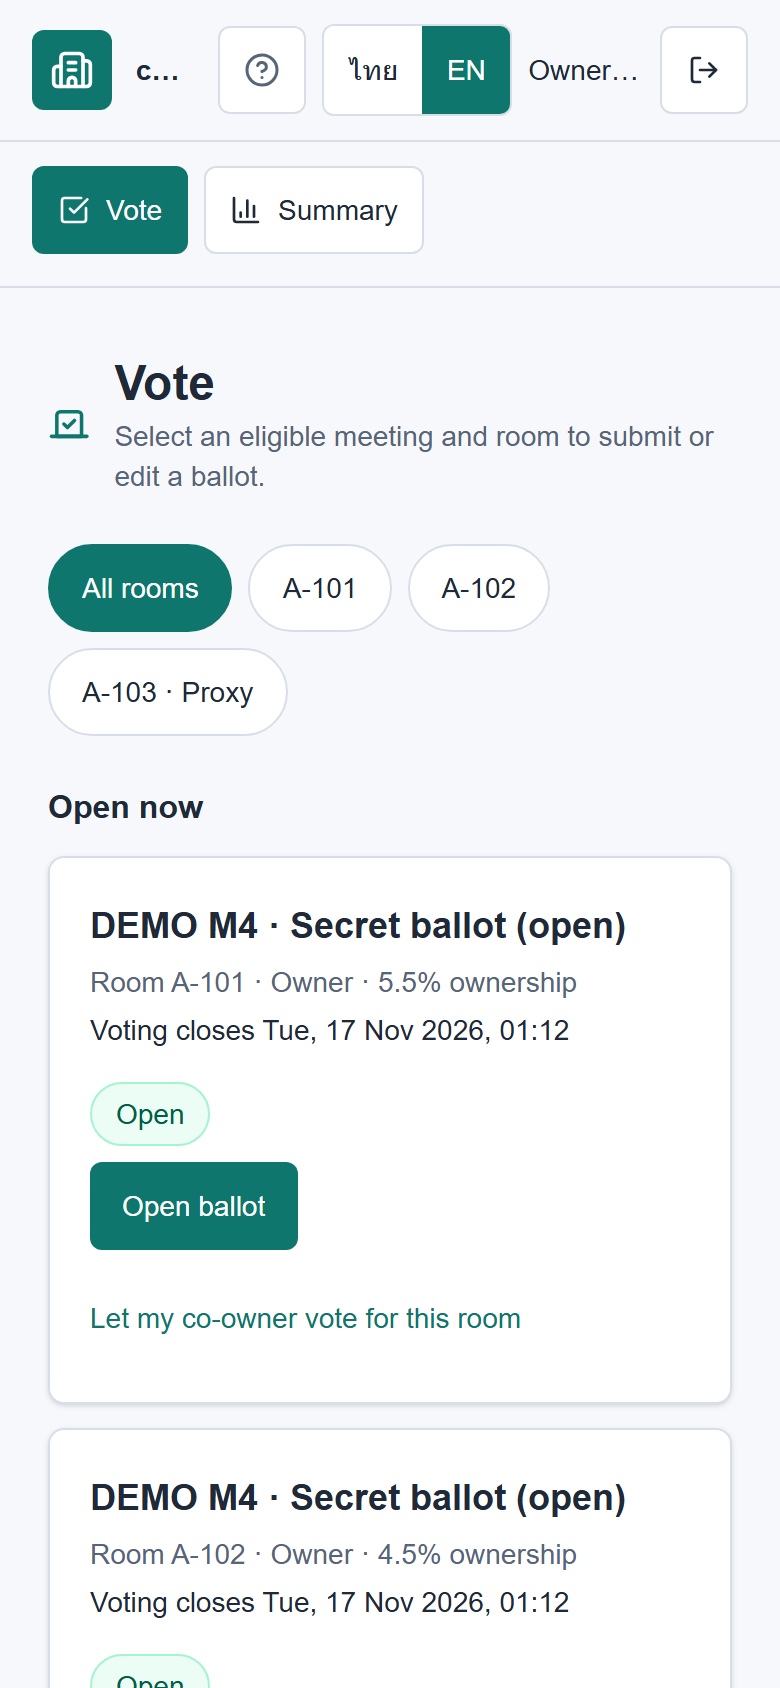 c...
ไทย
EN
Owner...
Vote
Summary
Vote
Select an eligible meeting and room to submit or
edit a ballot.
All rooms
A-101
A-102
A-103 · Proxy
Open now
DEMO M4 · Secret ballot (open)
Room A-101 · Owner · 5.5% ownership
Voting closes Tue, 17 Nov 2026, 01:12
Open
Open ballot
Let my co-owner vote for this room
DEMO M4 · Secret ballot (open)
Room A-102 · Owner · 4.5% ownership
Voting closes Tue, 17 Nov 2026, 01:12
Open